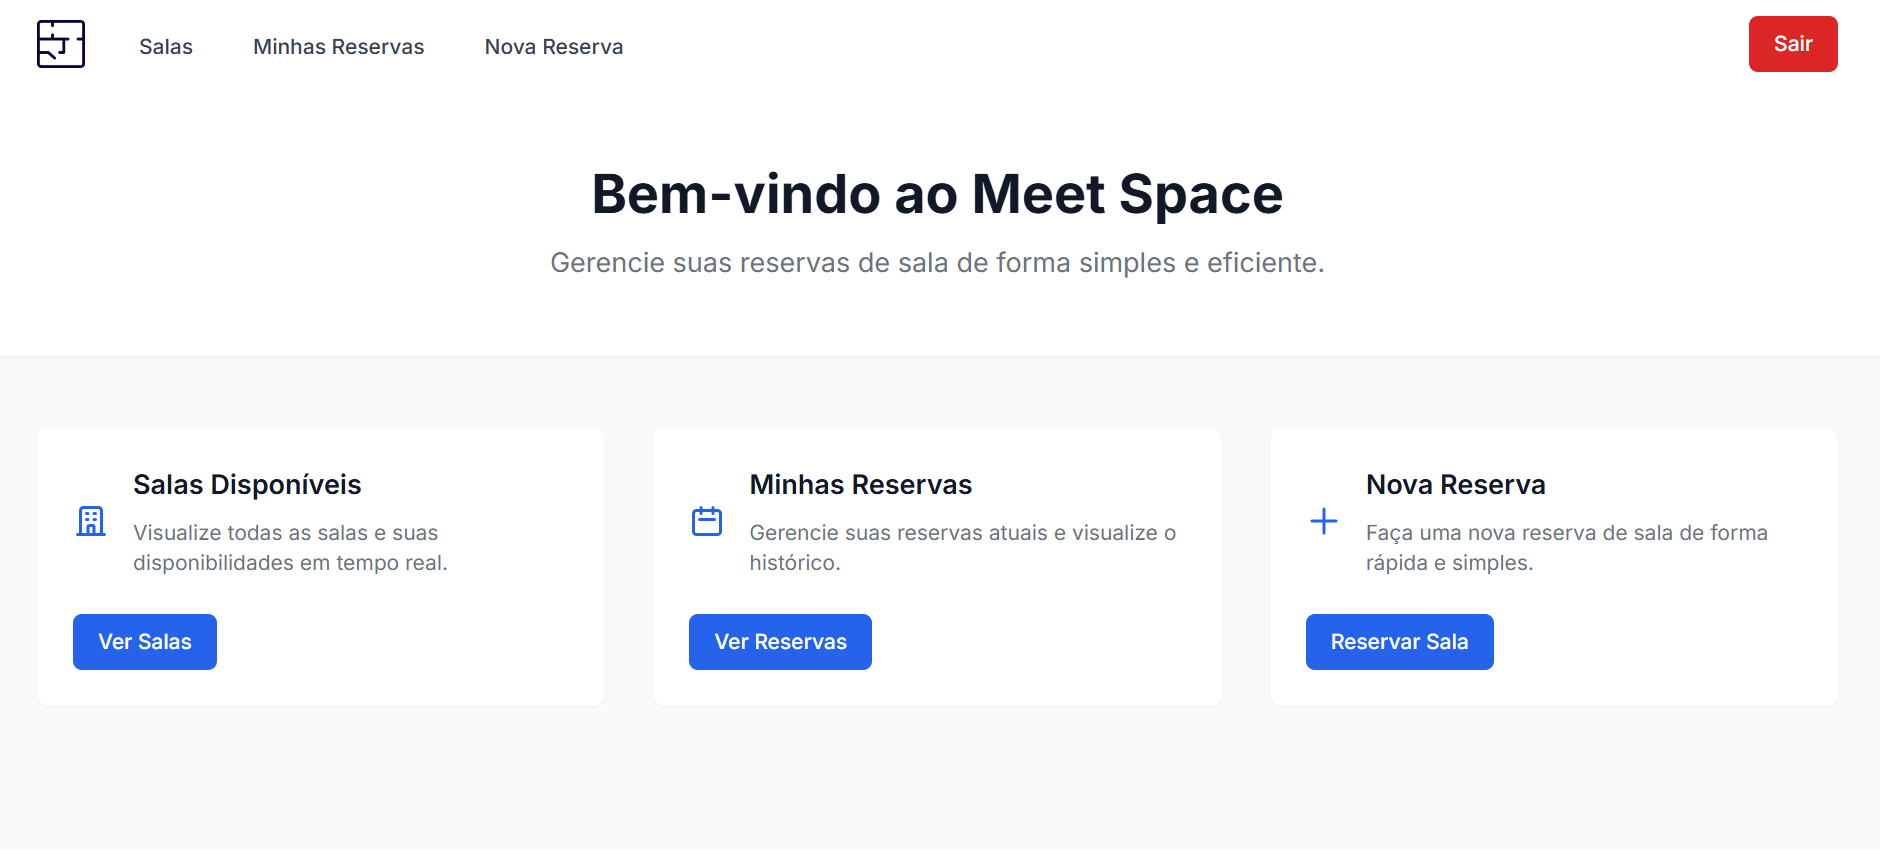 Salas
Minhas Reservas
Nova Reserva
Sair
Bem-vindo ao Meet Space
Gerencie suas reservas de sala de forma simples e eficiente.
Salas Disponíveis
Visualize todas as salas e suas
disponibilidades em tempo real.
Ver Salas
Minhas Reservas
Gerencie suas reservas atuais e visualize o
histórico.
Ver Reservas
Nova Reserva
Faça uma nova reserva de sala de forma
rápida e simples.
Reservar Sala